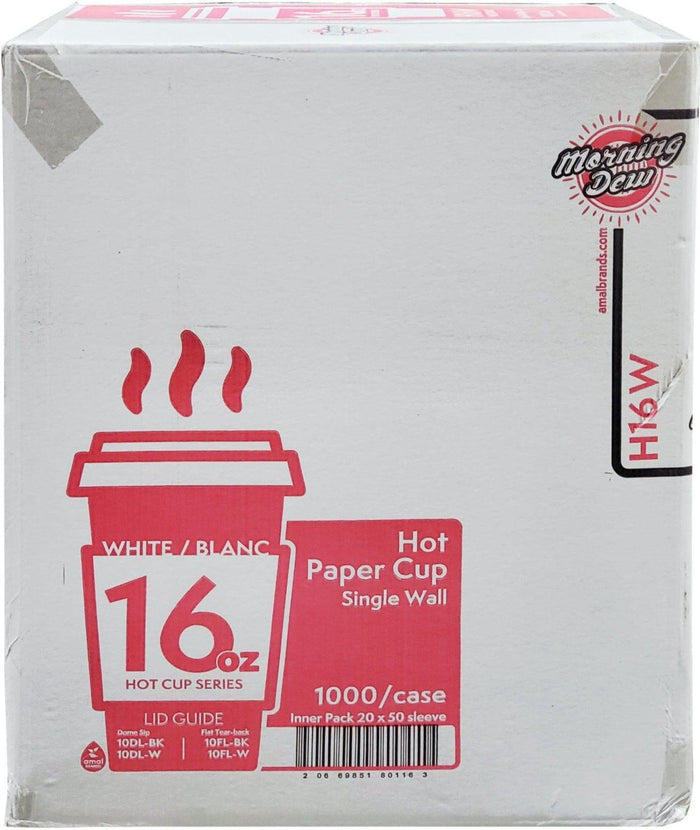 Morning
Dew
amalbrands.com
H16W
WHITE / BLANC
16oz
HOT CUP SERIES
LID GUIDE
Dome Sip
10DL-BK
10DL-W
Flat Tear-back
10FL-BK
10FL-W
amal
BRANDS
Hot
Paper Cup
Single Wall
1000/case
Inner Pack 20 x 50 sleeve
2 06 69851 80116 3